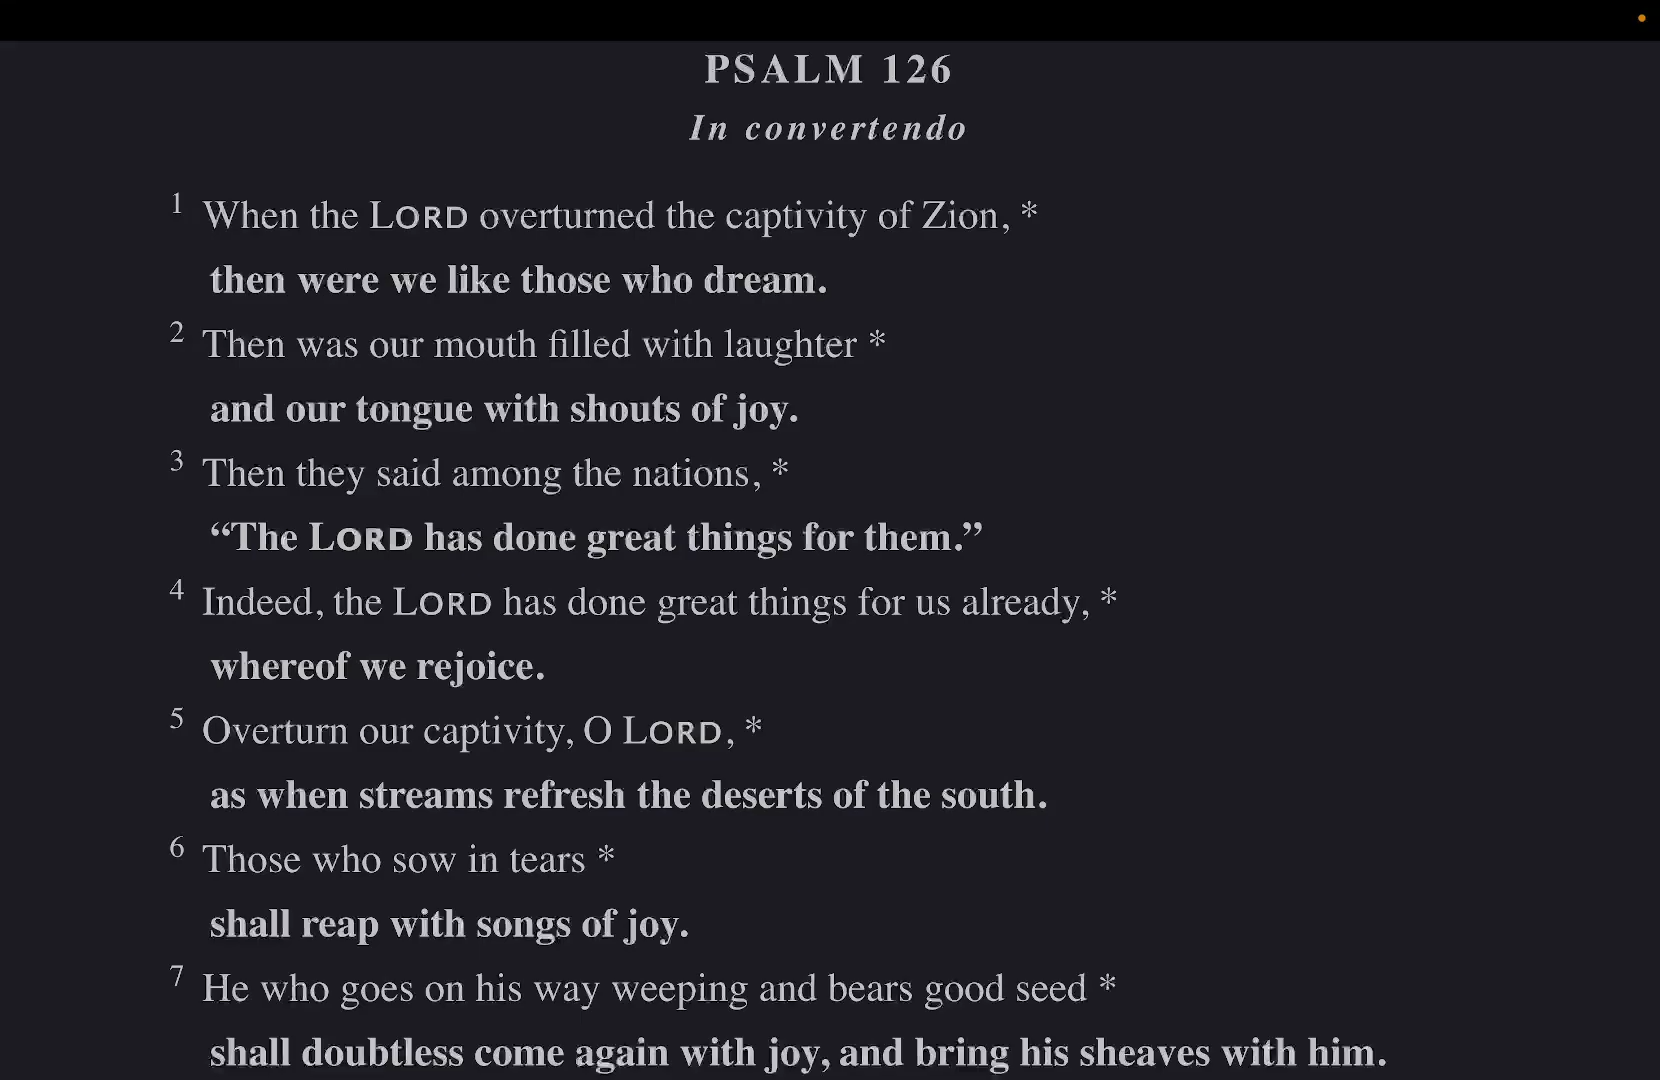 PSALM 126
In convertendo
1 When the LORD overturned the captivity of Zion, *
then were we like those who dream.
2 Then was our mouth filled with laughter *
and our tongue with shouts of joy.
3 Then they said among the nations, *
“The LORD has done great things for them.”
4 Indeed, the LORD has done great things for us already, *
whereof we rejoice.
5 Overturn our captivity, O LORD, *
as when streams refresh the deserts of the south.
6 Those who sow in tears *
shall reap with songs of joy.
7 He who goes on his way weeping and bears good seed *
shall doubtless come again with joy, and bring his sheaves with him.